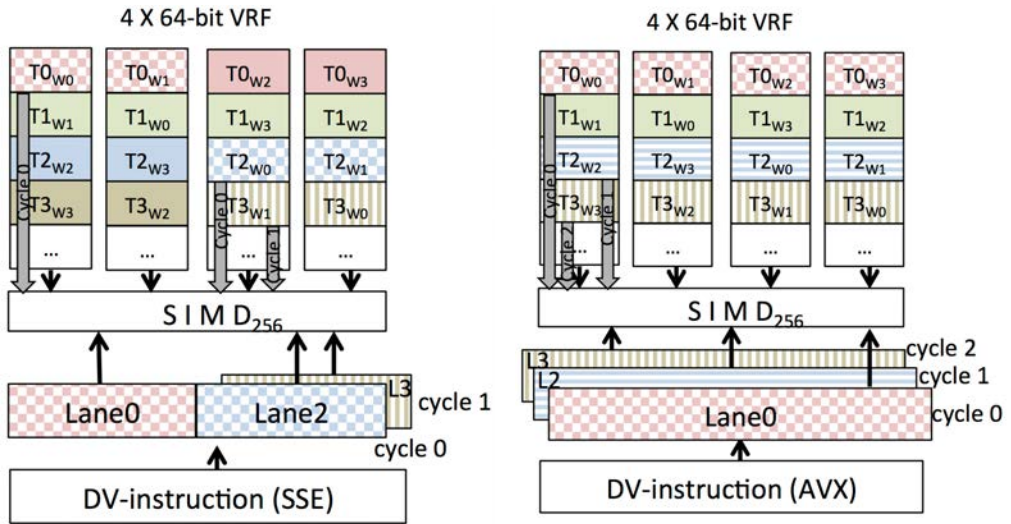 4 X 64-bit VRF
T0W0 T0W1 T0W2 T0W3
T1W1 T1W0 T1W3 T1W2
T2W2 T2W3 T2W0 T2W1
T3W3 T3W2 T3W1 T3W0
... ... ... ...
Cycle 0
Cycle 0
Cycle 1
S I M D256
Lane0 Lane2 L3
cycle 1
cycle 0
DV-instruction (SSE)
4 X 64-bit VRF
T0W0 T0W1 T0W2 T0W3
T1W1 T1W0 T1W3 T1W2
T2W2 T2W3 T2W0 T2W1
T3W3 T3W2 T3W1 T3W0
... ... ... ...
Cycle 0
Cycle 2
Cycle 1
S I M D256
L3 cycle 2
L2 cycle 1
Lane0 cycle 0
DV-instruction (AVX)